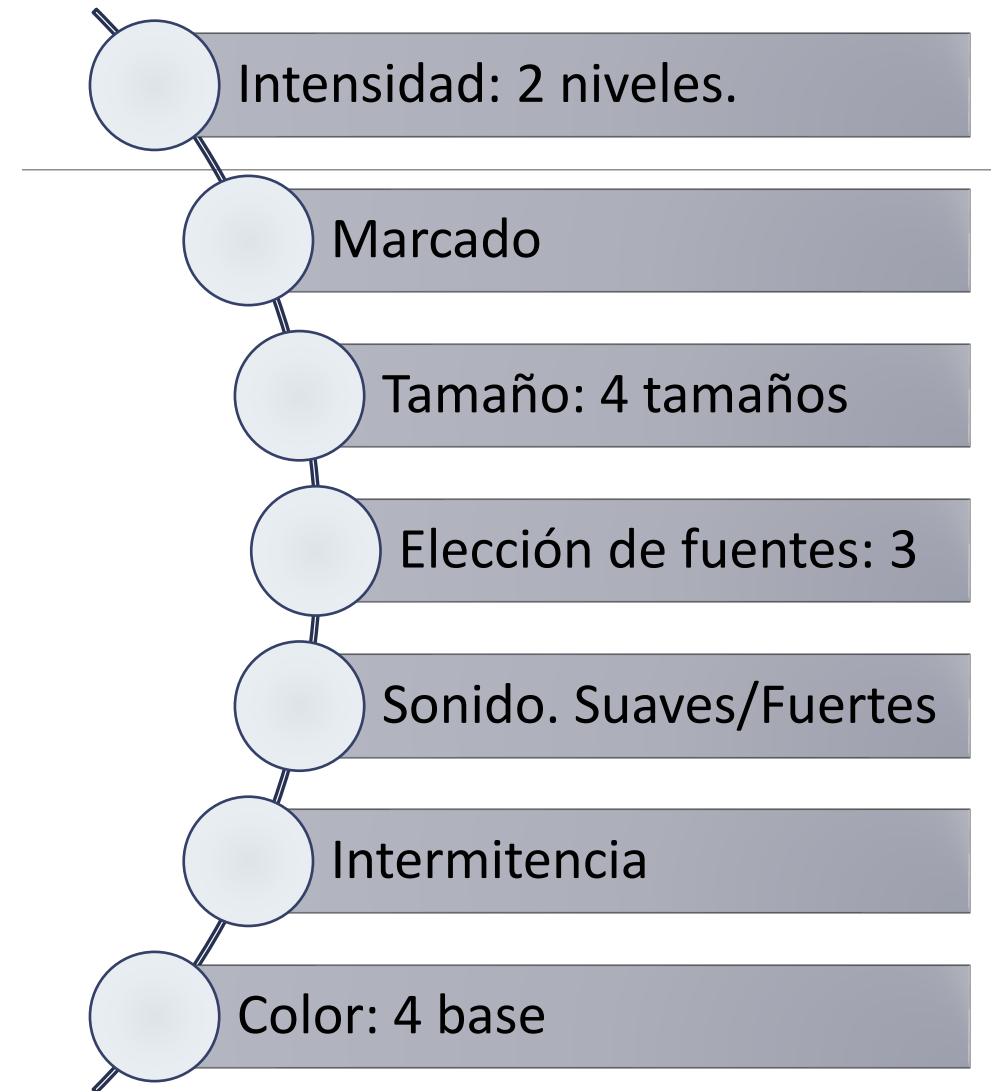 Intensidad: 2 niveles.
Marcado
Tamaño: 4 tamaños
Elección de fuentes: 3
Sonido. Suaves/Fuertes
Intermitencia
Color: 4 base